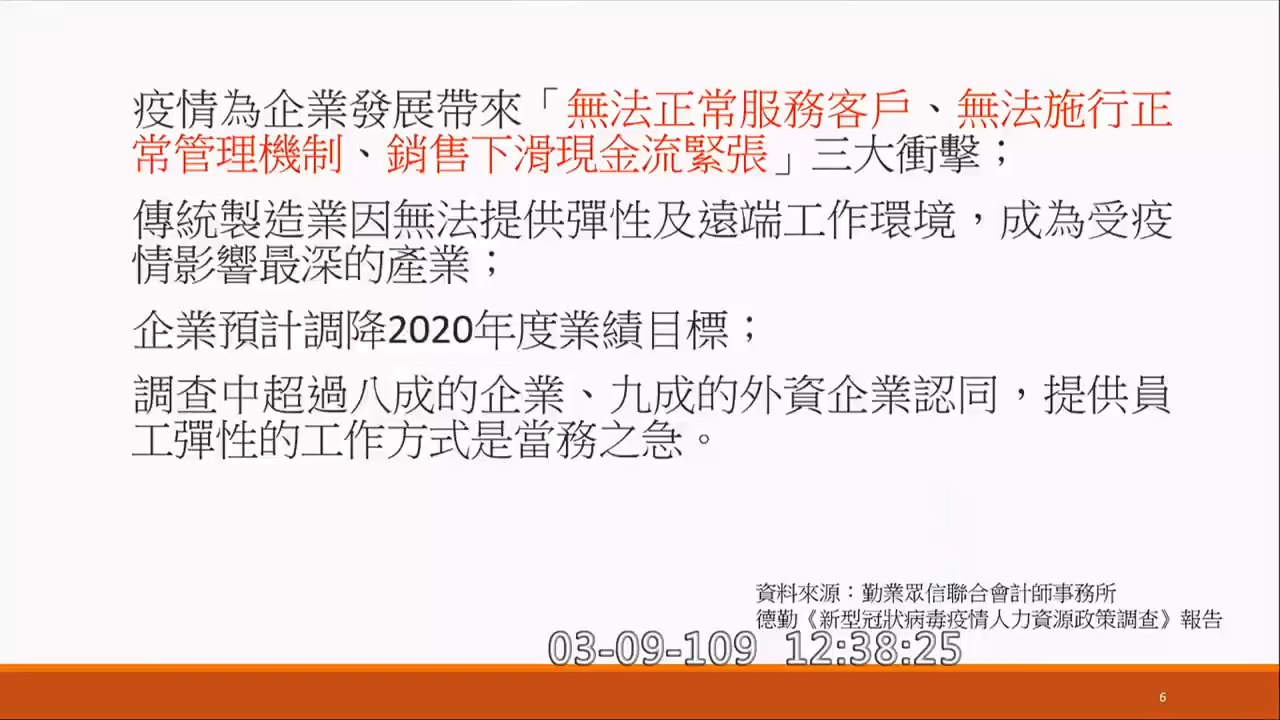 疫情為企業發展帶來「無法正常服務客戶、無法施行正
常管理機制、銷售下滑現金流緊張」三大衝擊；
傳統製造業因無法提供彈性及遠端工作環境，成為受疫
情影響最深的產業；
企業預計調降2020年度業績目標；
調查中超過八成的企業、九成的外資企業認同，提供員
工彈性的工作方式是當務之急。
資料來源：勤業眾信聯合會計師事務所
德勤《新型冠狀病毒疫情人力資源政策調查》報告
03-09-109 12:38:25
6